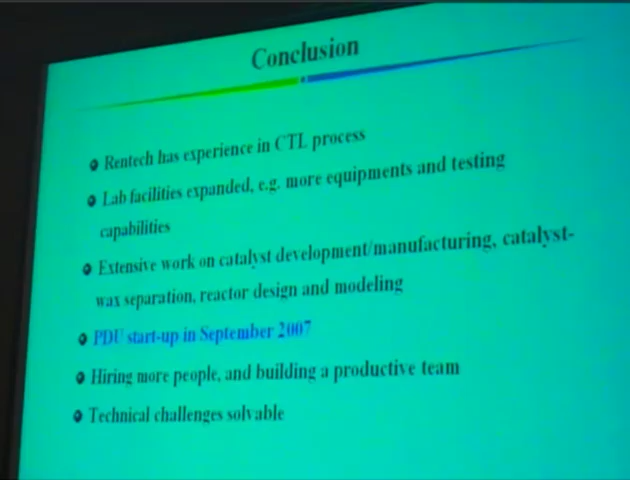 Conclusion
Rentech has experience in CTL process
Lab facilities expanded, e.g. more equipments and testing
capabilities
Extensive work on catalyst development/manufacturing, catalyst-
wax separation, reactor design and modeling
PDU start-up in September 2007
Hiring more people, and building a productive team
Technical challenges solvable